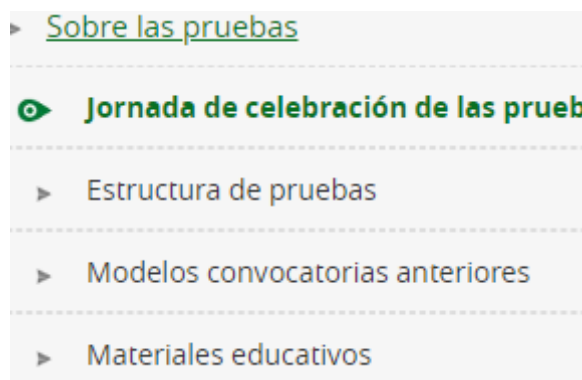 Sobre las pruebas
Jornada de celebración de las prueb
Estructura de pruebas
Modelos convocatorias anteriores
Materiales educativos